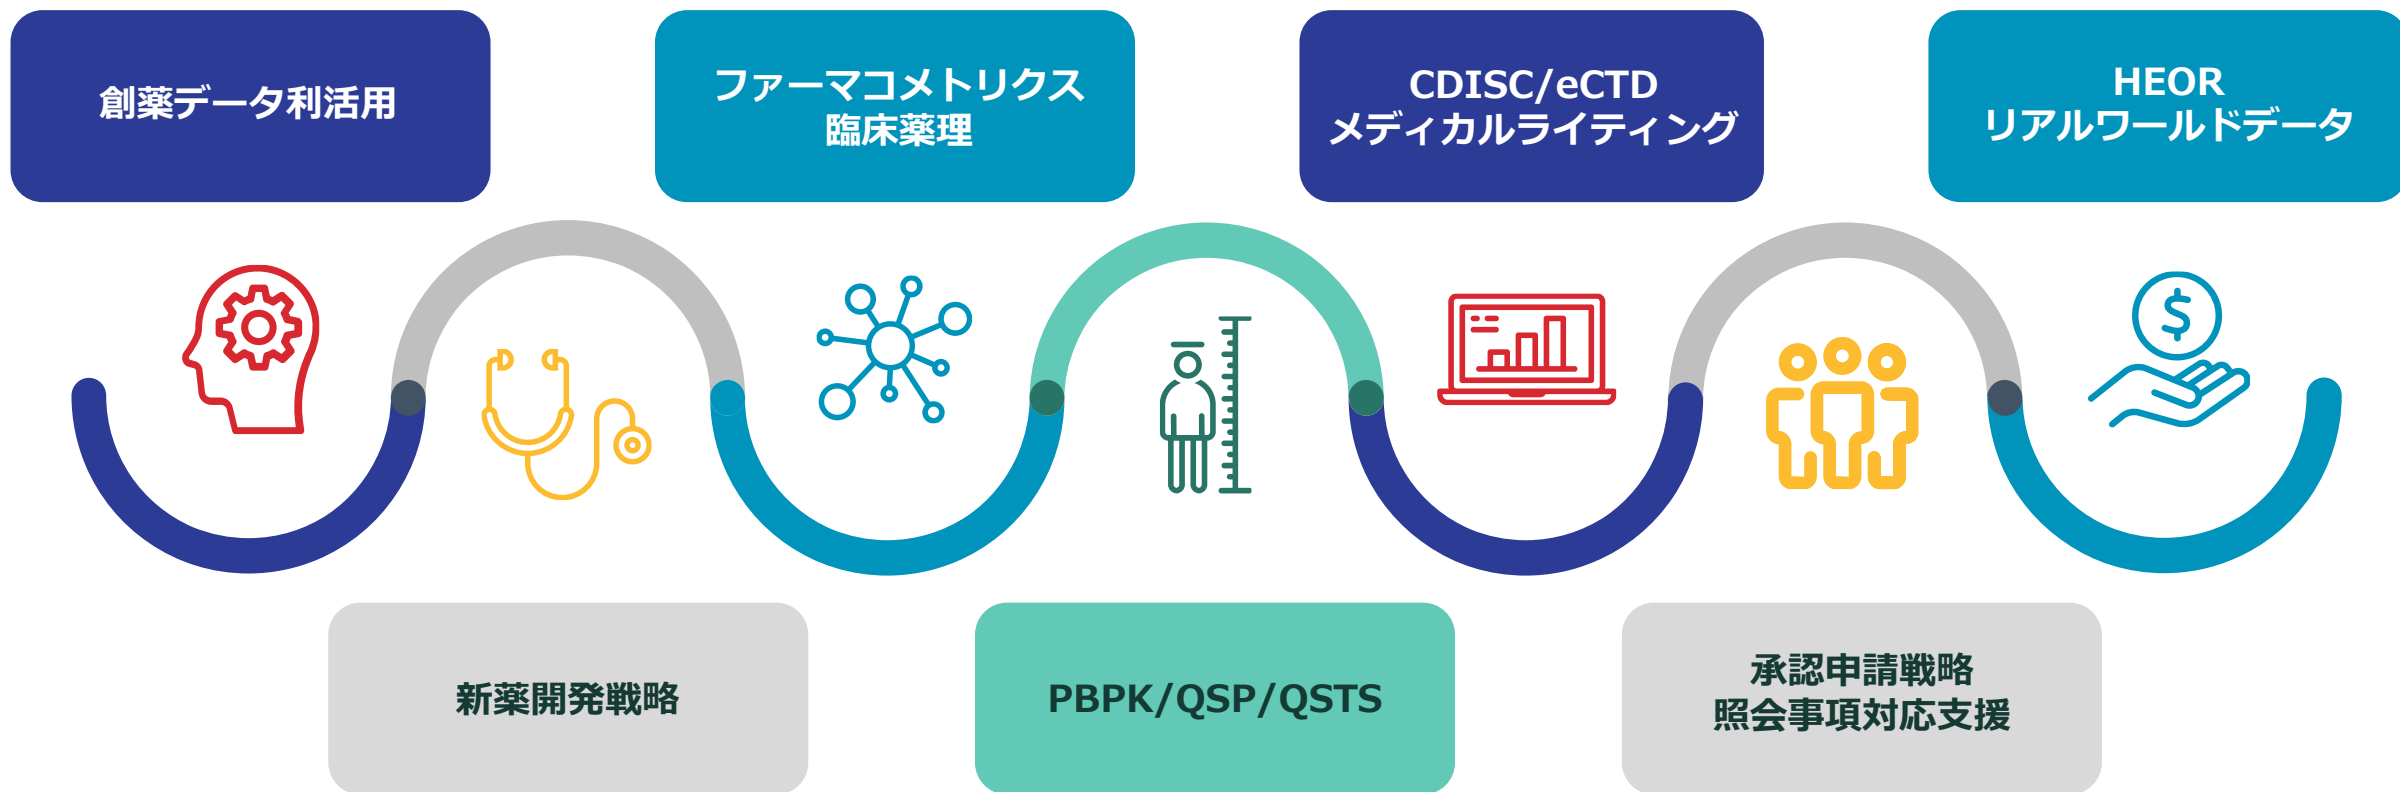 創薬データ利活用
ファーマコメトリクス
臨床薬理
CDISC/eCTD
メディカルライティング
HEOR
リアルワールドデータ
$
新薬開発戦略
PBPK/QSP/QSTS
承認申請戦略
照会事項対応支援